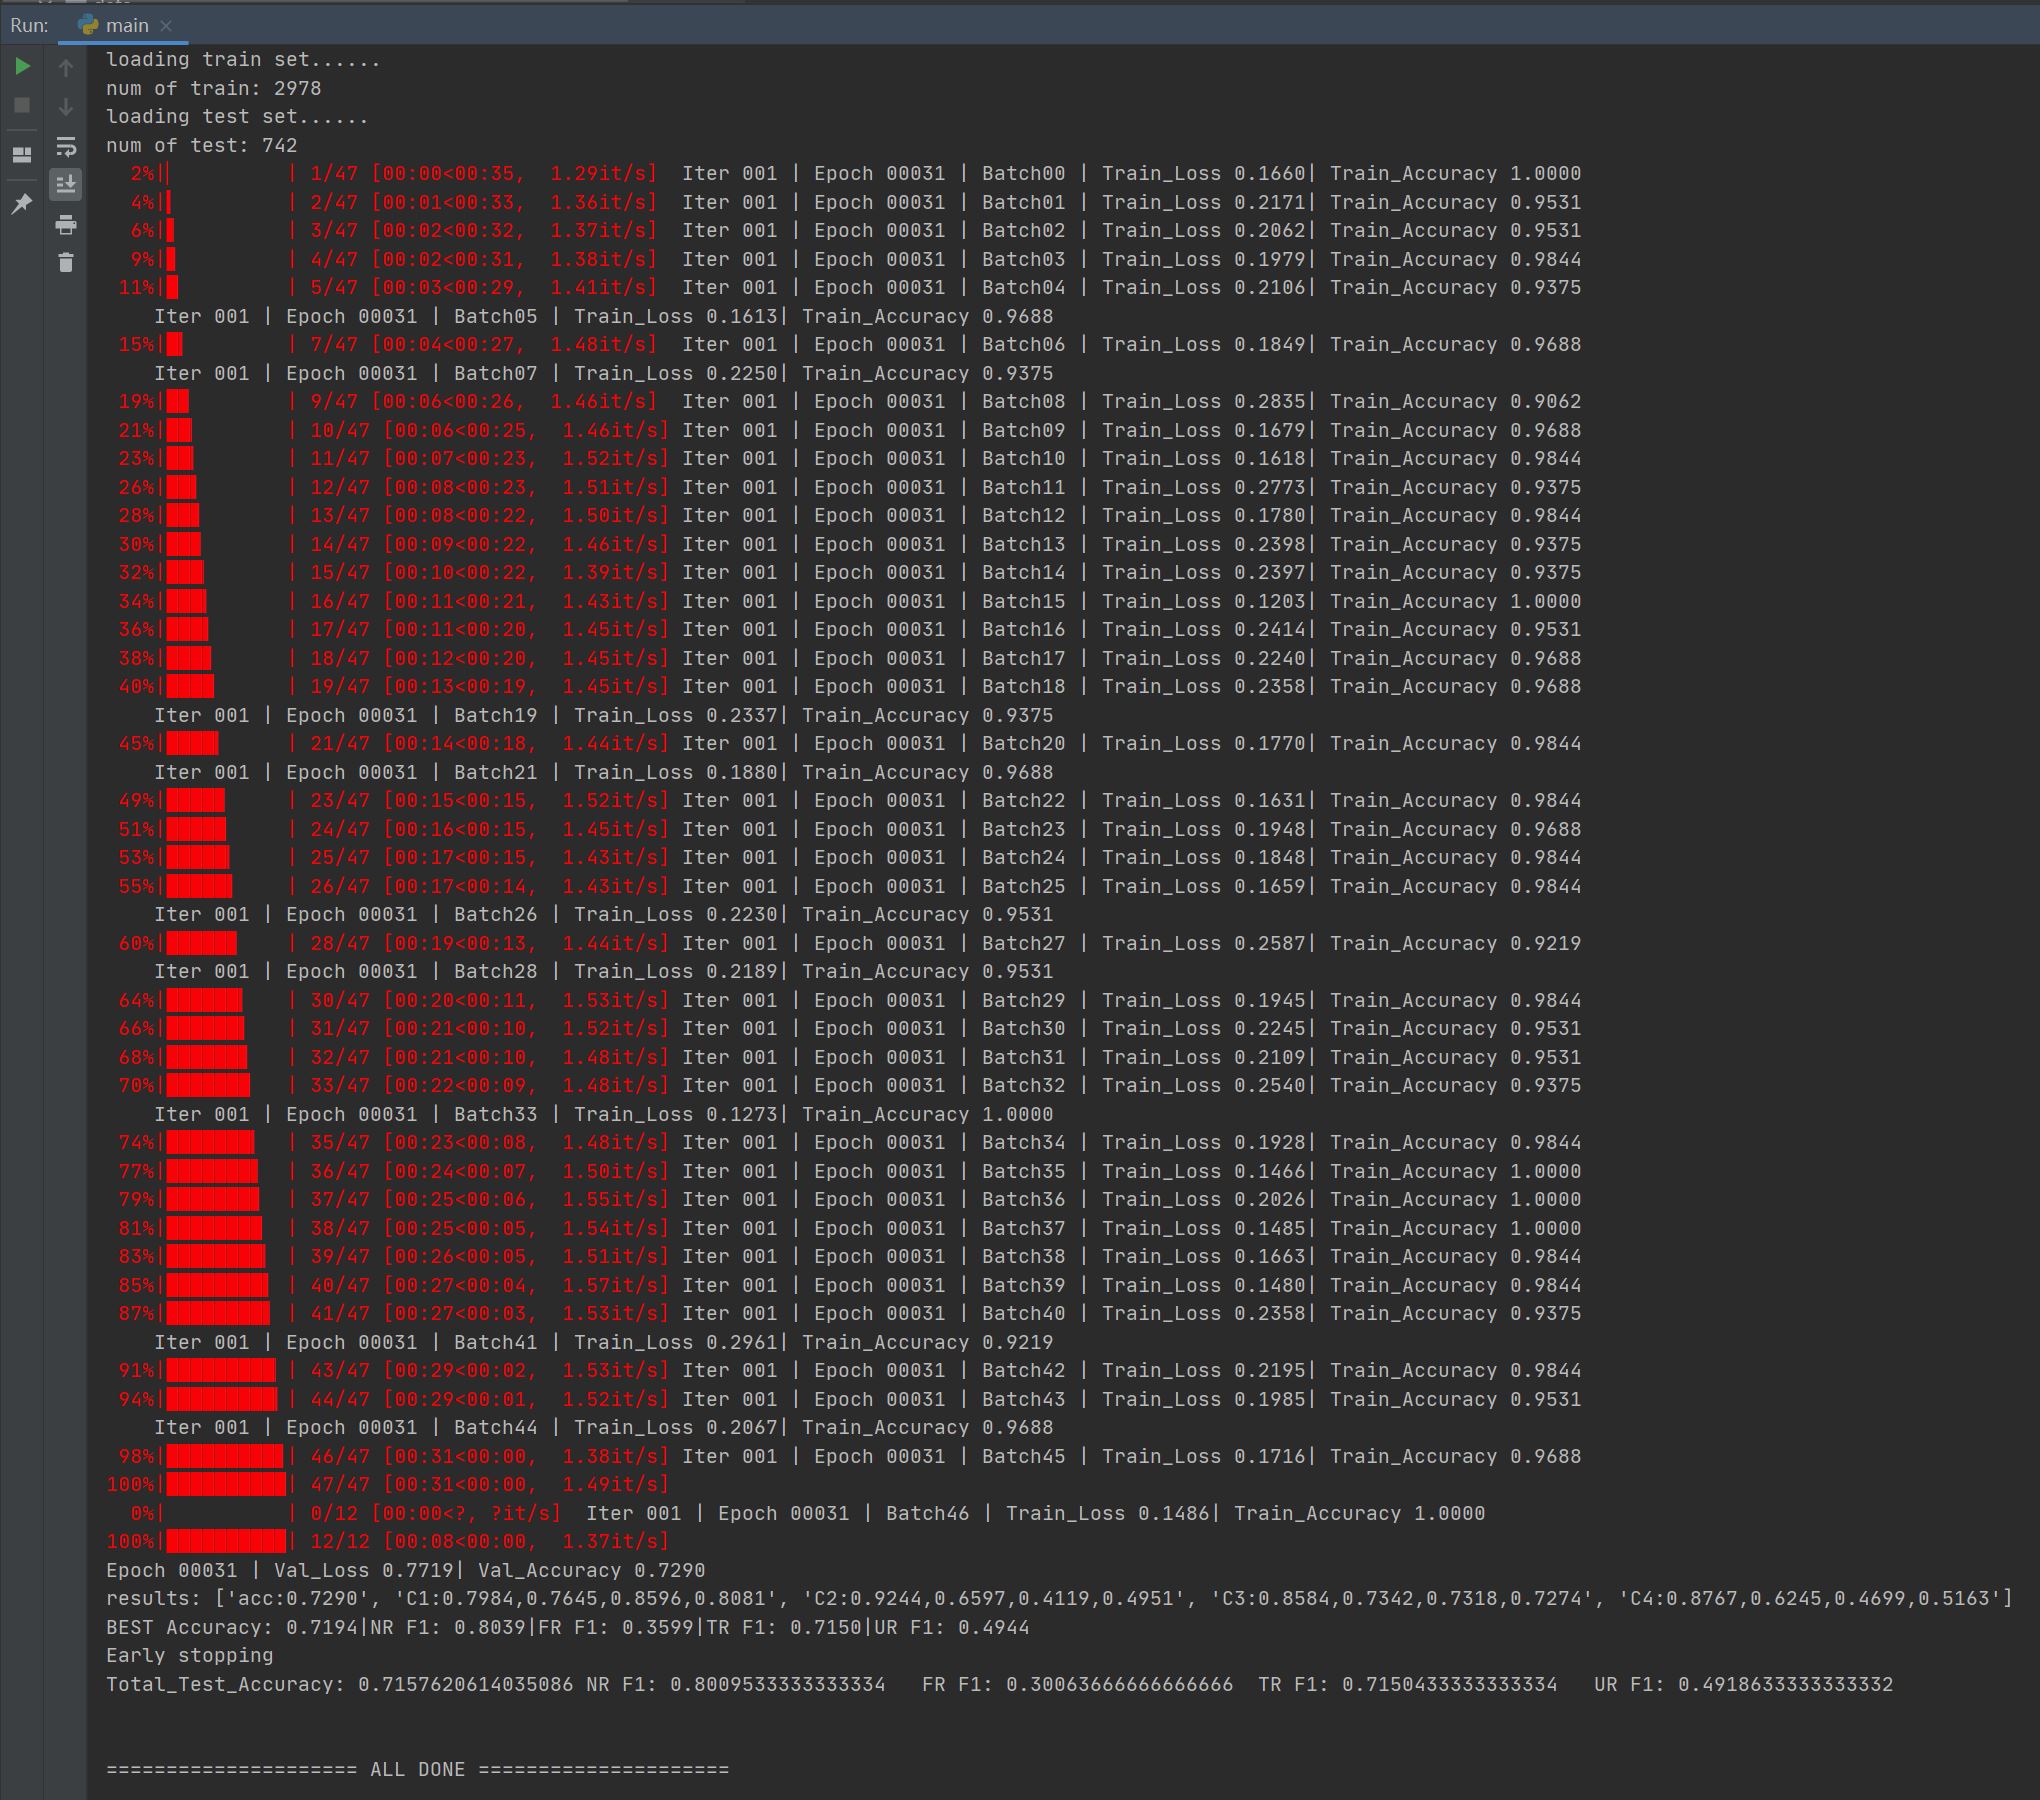 Run: main
loading train set......
num of train: 2978
loading test set......
num of test: 742
2%| | 1/47 [00:00<00:35, 1.29it/s] Iter 001 | Epoch 00031 | Batch00 | Train_Loss 0.1660| Train_Accuracy 1.0000
4%| | 2/47 [00:01<00:33, 1.36it/s] Iter 001 | Epoch 00031 | Batch01 | Train_Loss 0.2171| Train_Accuracy 0.9531
6%| | 3/47 [00:02<00:32, 1.37it/s] Iter 001 | Epoch 00031 | Batch02 | Train_Loss 0.2062| Train_Accuracy 0.9531
9%| | 4/47 [00:02<00:31, 1.38it/s] Iter 001 | Epoch 00031 | Batch03 | Train_Loss 0.1979| Train_Accuracy 0.9844
11%| | 5/47 [00:03<00:29, 1.41it/s] Iter 001 | Epoch 00031 | Batch04 | Train_Loss 0.2106| Train_Accuracy 0.9375
Iter 001 | Epoch 00031 | Batch05 | Train_Loss 0.1613| Train_Accuracy 0.9688
15%| | 7/47 [00:04<00:27, 1.48it/s] Iter 001 | Epoch 00031 | Batch06 | Train_Loss 0.1849| Train_Accuracy 0.9688
Iter 001 | Epoch 00031 | Batch07 | Train_Loss 0.2250| Train_Accuracy 0.9375
19%| | 9/47 [00:06<00:26, 1.46it/s] Iter 001 | Epoch 00031 | Batch08 | Train_Loss 0.2835| Train_Accuracy 0.9062
21%| | 10/47 [00:06<00:25, 1.46it/s] Iter 001 | Epoch 00031 | Batch09 | Train_Loss 0.1679| Train_Accuracy 0.9688
23%| | 11/47 [00:07<00:23, 1.52it/s] Iter 001 | Epoch 00031 | Batch10 | Train_Loss 0.1618| Train_Accuracy 0.9844
26%| | 12/47 [00:08<00:23, 1.51it/s] Iter 001 | Epoch 00031 | Batch11 | Train_Loss 0.2773| Train_Accuracy 0.9375
28%| | 13/47 [00:08<00:22, 1.50it/s] Iter 001 | Epoch 00031 | Batch12 | Train_Loss 0.1780| Train_Accuracy 0.9844
30%| | 14/47 [00:09<00:22, 1.46it/s] Iter 001 | Epoch 00031 | Batch13 | Train_Loss 0.2398| Train_Accuracy 0.9375
32%| | 15/47 [00:10<00:22, 1.39it/s] Iter 001 | Epoch 00031 | Batch14 | Train_Loss 0.2397| Train_Accuracy 0.9375
34%| | 16/47 [00:11<00:21, 1.43it/s] Iter 001 | Epoch 00031 | Batch15 | Train_Loss 0.1203| Train_Accuracy 1.0000
36%| | 17/47 [00:11<00:20, 1.45it/s] Iter 001 | Epoch 00031 | Batch16 | Train_Loss 0.2414| Train_Accuracy 0.9531
38%| | 18/47 [00:12<00:20, 1.45it/s] Iter 001 | Epoch 00031 | Batch17 | Train_Loss 0.2240| Train_Accuracy 0.9688
40%| | 19/47 [00:13<00:19, 1.45it/s] Iter 001 | Epoch 00031 | Batch18 | Train_Loss 0.2358| Train_Accuracy 0.9688
Iter 001 | Epoch 00031 | Batch19 | Train_Loss 0.2337| Train_Accuracy 0.9375
45%| | 21/47 [00:14<00:18, 1.44it/s] Iter 001 | Epoch 00031 | Batch20 | Train_Loss 0.1770| Train_Accuracy 0.9844
Iter 001 | Epoch 00031 | Batch21 | Train_Loss 0.1880| Train_Accuracy 0.9688
49%| | 23/47 [00:15<00:15, 1.52it/s] Iter 001 | Epoch 00031 | Batch22 | Train_Loss 0.1631| Train_Accuracy 0.9844
51%| | 24/47 [00:16<00:15, 1.45it/s] Iter 001 | Epoch 00031 | Batch23 | Train_Loss 0.1948| Train_Accuracy 0.9688
53%| | 25/47 [00:17<00:15, 1.43it/s] Iter 001 | Epoch 00031 | Batch24 | Train_Loss 0.1848| Train_Accuracy 0.9844
55%| | 26/47 [00:17<00:14, 1.43it/s] Iter 001 | Epoch 00031 | Batch25 | Train_Loss 0.1659| Train_Accuracy 0.9844
Iter 001 | Epoch 00031 | Batch26 | Train_Loss 0.2230| Train_Accuracy 0.9531
60%| | 28/47 [00:19<00:13, 1.44it/s] Iter 001 | Epoch 00031 | Batch27 | Train_Loss 0.2587| Train_Accuracy 0.9219
Iter 001 | Epoch 00031 | Batch28 | Train_Loss 0.2189| Train_Accuracy 0.9531
64%| | 30/47 [00:20<00:11, 1.53it/s] Iter 001 | Epoch 00031 | Batch29 | Train_Loss 0.1945| Train_Accuracy 0.9844
66%| | 31/47 [00:21<00:10, 1.52it/s] Iter 001 | Epoch 00031 | Batch30 | Train_Loss 0.2245| Train_Accuracy 0.9531
68%| | 32/47 [00:21<00:10, 1.48it/s] Iter 001 | Epoch 00031 | Batch31 | Train_Loss 0.2109| Train_Accuracy 0.9531
70%| | 33/47 [00:22<00:09, 1.48it/s] Iter 001 | Epoch 00031 | Batch32 | Train_Loss 0.2540| Train_Accuracy 0.9375
Iter 001 | Epoch 00031 | Batch33 | Train_Loss 0.1273| Train_Accuracy 1.0000
74%| | 35/47 [00:23<00:08, 1.48it/s] Iter 001 | Epoch 00031 | Batch34 | Train_Loss 0.1928| Train_Accuracy 0.9844
77%| | 36/47 [00:24<00:07, 1.50it/s] Iter 001 | Epoch 00031 | Batch35 | Train_Loss 0.1466| Train_Accuracy 1.0000
79%| | 37/47 [00:25<00:06, 1.55it/s] Iter 001 | Epoch 00031 | Batch36 | Train_Loss 0.2026| Train_Accuracy 1.0000
81%| | 38/47 [00:25<00:05, 1.54it/s] Iter 001 | Epoch 00031 | Batch37 | Train_Loss 0.1485| Train_Accuracy 1.0000
83%| | 39/47 [00:26<00:05, 1.51it/s] Iter 001 | Epoch 00031 | Batch38 | Train_Loss 0.1663| Train_Accuracy 0.9844
85%| | 40/47 [00:27<00:04, 1.57it/s] Iter 001 | Epoch 00031 | Batch39 | Train_Loss 0.1480| Train_Accuracy 0.9844
87%| | 41/47 [00:27<00:03, 1.53it/s] Iter 001 | Epoch 00031 | Batch40 | Train_Loss 0.2358| Train_Accuracy 0.9375
Iter 001 | Epoch 00031 | Batch41 | Train_Loss 0.2961| Train_Accuracy 0.9219
91%| | 43/47 [00:29<00:02, 1.53it/s] Iter 001 | Epoch 00031 | Batch42 | Train_Loss 0.2195| Train_Accuracy 0.9844
94%| | 44/47 [00:29<00:01, 1.52it/s] Iter 001 | Epoch 00031 | Batch43 | Train_Loss 0.1985| Train_Accuracy 0.9531
Iter 001 | Epoch 00031 | Batch44 | Train_Loss 0.2067| Train_Accuracy 0.9688
98%| | 46/47 [00:31<00:00, 1.38it/s] Iter 001 | Epoch 00031 | Batch45 | Train_Loss 0.1716| Train_Accuracy 0.9688
100%| | 47/47 [00:31<00:00, 1.49it/s]
0%| | 0/12 [00:00<?, ?it/s] Iter 001 | Epoch 00031 | Batch46 | Train_Loss 0.1486| Train_Accuracy 1.0000
100%| | 12/12 [00:08<00:00, 1.37it/s]
Epoch 00031 | Val_Loss 0.7719| Val_Accuracy 0.7290
results: ['acc:0.7290', 'C1:0.7984,0.7645,0.8596,0.8081', 'C2:0.9244,0.6597,0.4119,0.4951', 'C3:0.8584,0.7342,0.7318,0.7274', 'C4:0.8767,0.6245,0.4699,0.5163']
BEST Accuracy: 0.7194|NR F1: 0.8039|FR F1: 0.3599|TR F1: 0.7150|UR F1: 0.4944
Early stopping
Total_Test_Accuracy: 0.7157620614035086 NR F1: 0.8009533333333334 FR F1: 0.30063666666666666 TR F1: 0.7150433333333334 UR F1: 0.4918633333333332
===================== ALL DONE =====================